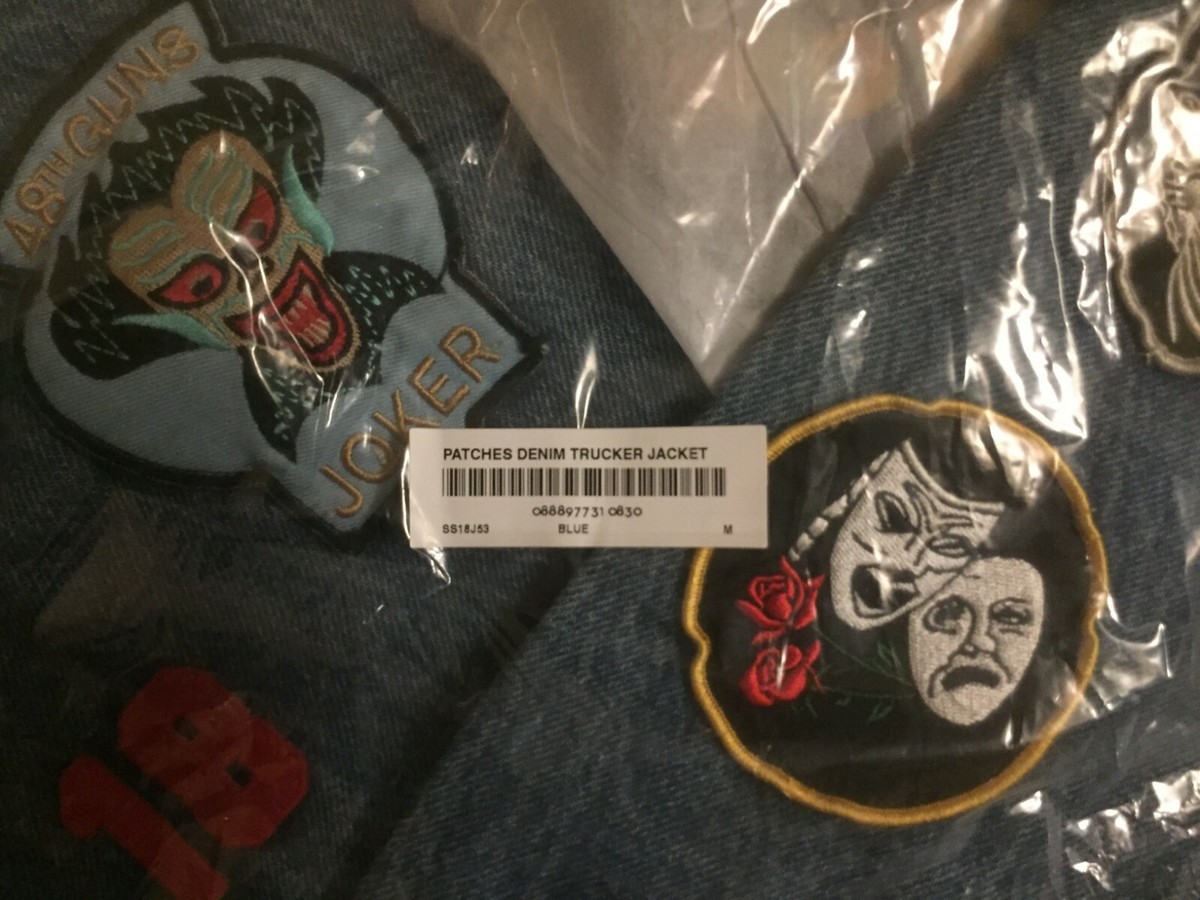 48TH GUNS
JOKER
PATCHES DENIM TRUCKER JACKET
0888977310830
SS18J53 BLUE M
18